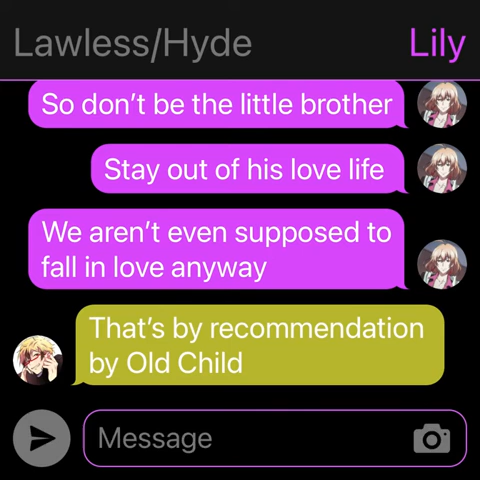 Lawless/Hyde Lily
So don’t be the little brother
Stay out of his love life
We aren’t even supposed to
fall in love anyway
That’s by recommendation
by Old Child
Message